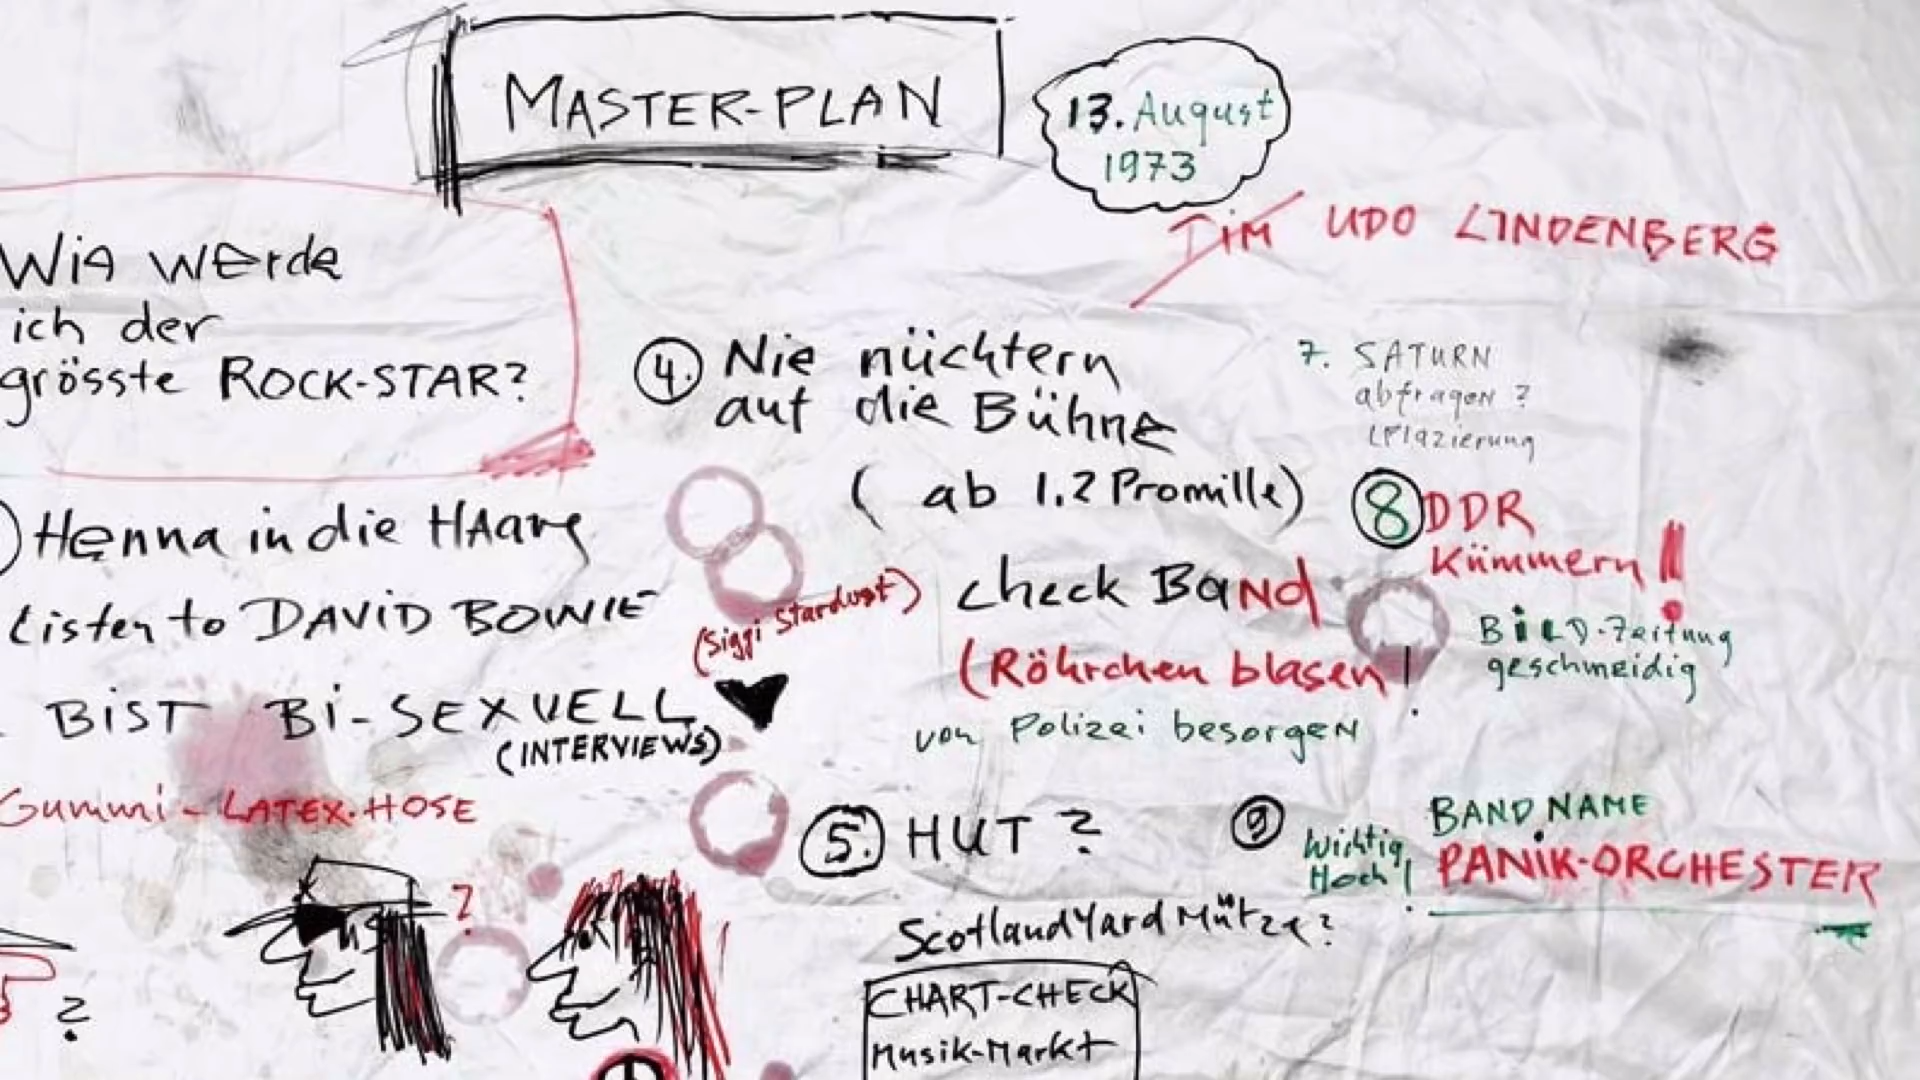 MASTER-PLAN
13. August
1973
TIM UDO LINDENBERG
Wie werde
ich der
grösste ROCK-STAR?
Henna in die HAare
Listen to DAVID BOWIE
(Siggi Stardust)
BIST Bi-SEXUELL
(INTERVIEWS)
Gummi-LATEX-HOSE
?
?
4. Nie nüchtern
auf die Bühne
(ab 1.2 Promille)
check Band
(Röhrchen blasen!
von Polizei besorgen
5. HUT?
ScotlandYard Mütze?
CHART-CHECK
Musik-Markt
7. SATURN
abfragen?
(Plazierung
8 DDR
Kümmern!!
BILD-Zeitung
geschmeidig
9 Wichtig
Hoch!
BAND NAME
PANiK-ORCHESTER